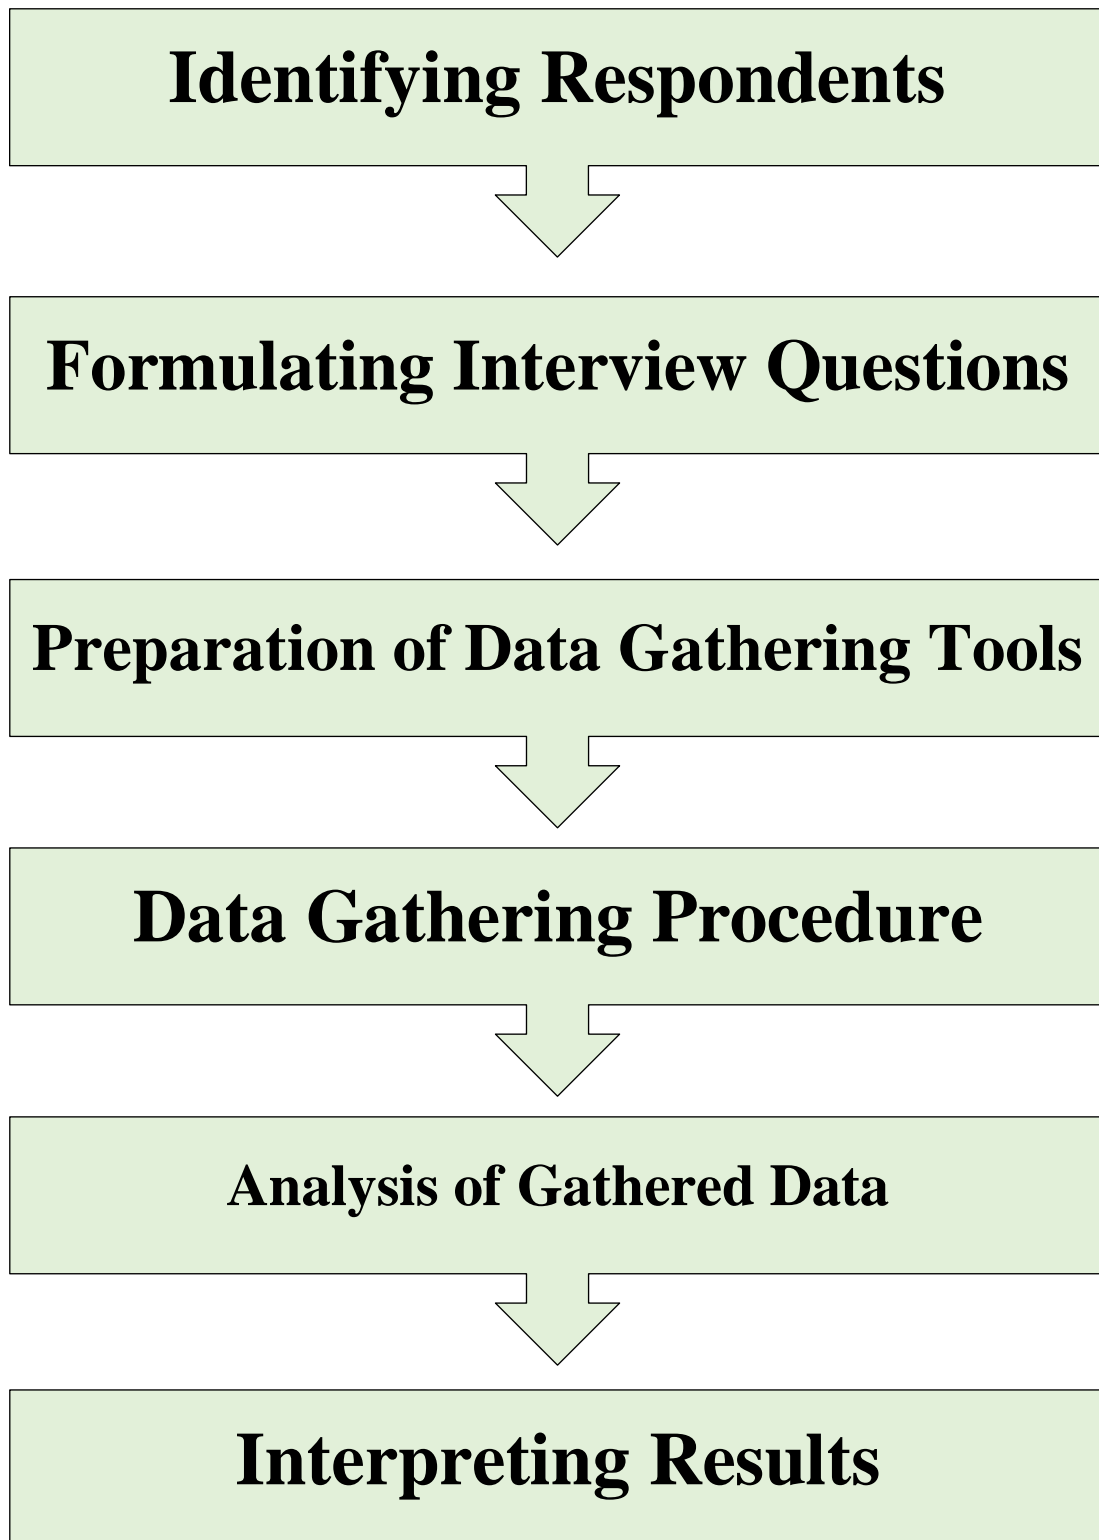 Identifying Respondents
Formulating Interview Questions
Preparation of Data Gathering Tools
Data Gathering Procedure
Analysis of Gathered Data
Interpreting Results